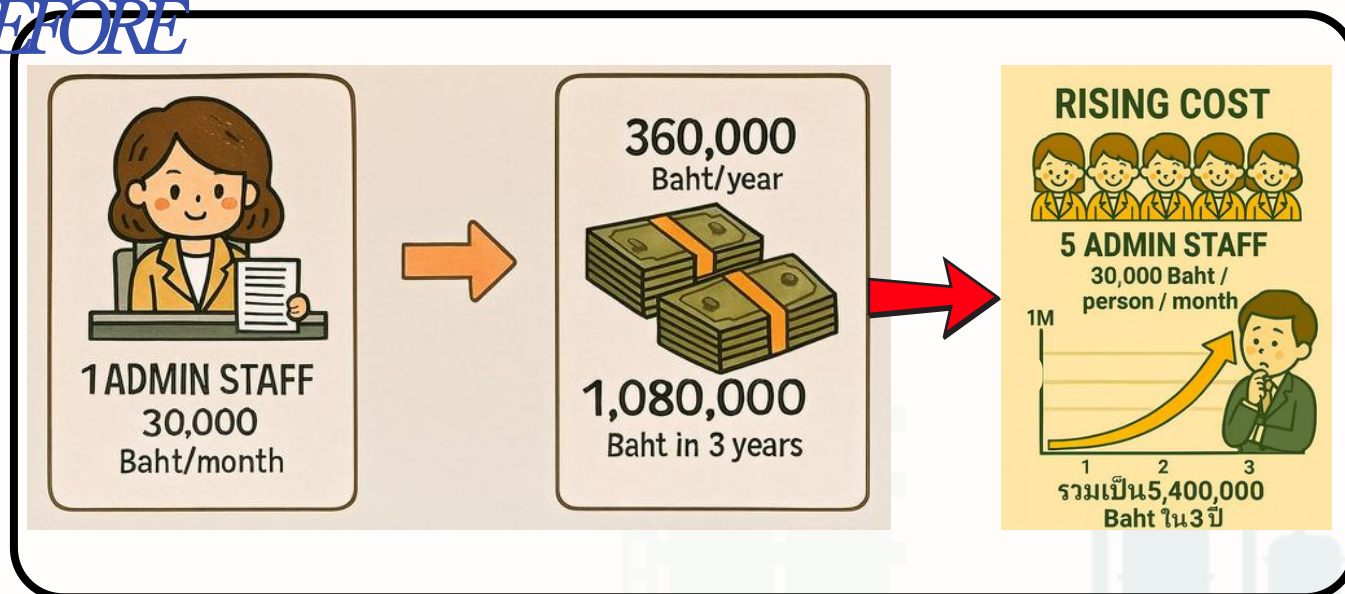 EFORE
1 ADMIN STAFF
30,000
Baht/month
360,000
Baht/year
1,080,000
Baht in 3 years
RISING COST
5 ADMIN STAFF
30,000 Baht /
person / month
1M
1 2 3
รวมเป็น5,400,000
Baht ใน3 ปี